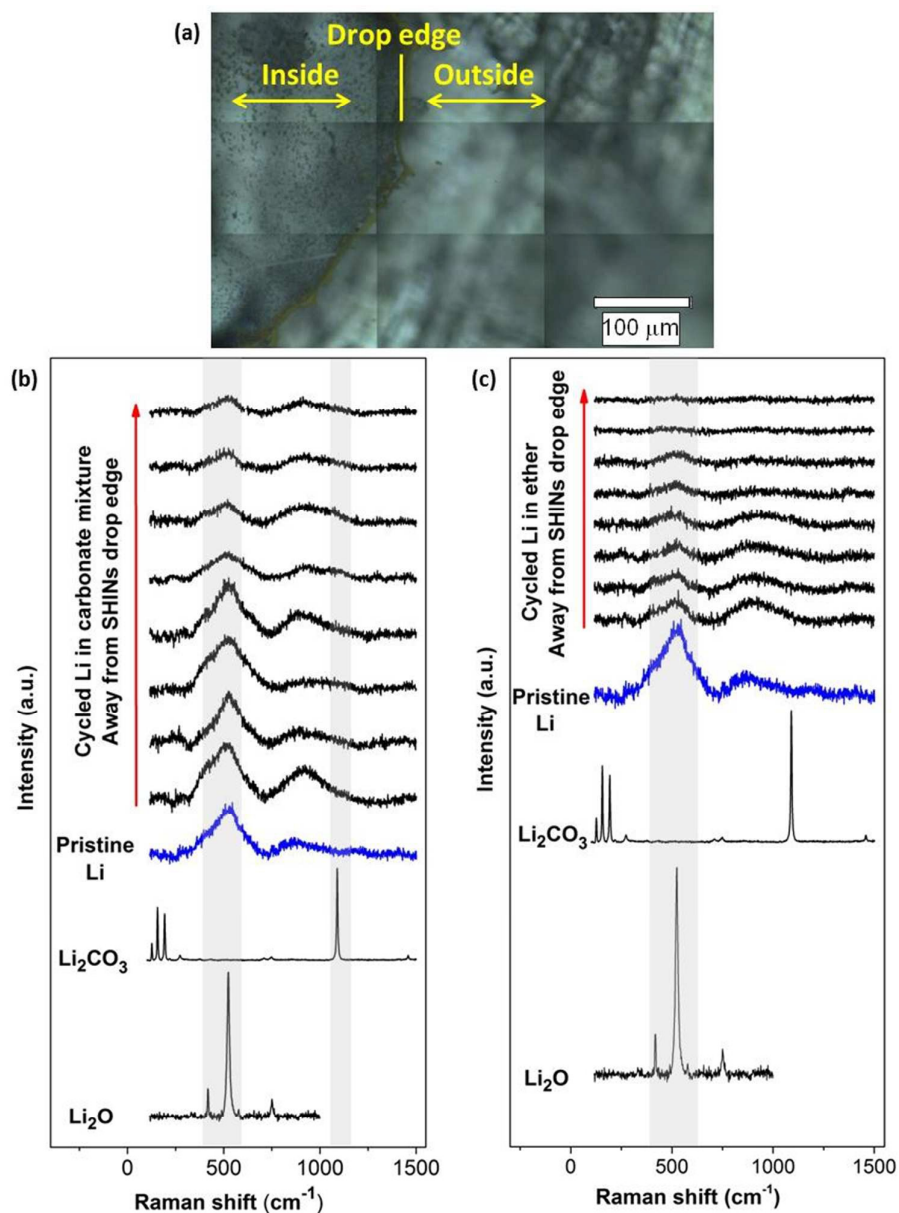 (a)
Drop edge
Inside
Outside
100 μm
(b)
Cycled Li in carbonate mixture
Away from SHINs drop edge
Pristine
Li
Li₂CO₃
Li₂O
Intensity (a.u.)
0
500
1000
1500
Raman shift (cm⁻¹)
(c)
Cycled Li in ether
Away from SHINs drop edge
Pristine
Li
Li₂CO₃
Li₂O
Intensity (a.u.)
0
500
1000
1500
Raman shift (cm⁻¹)